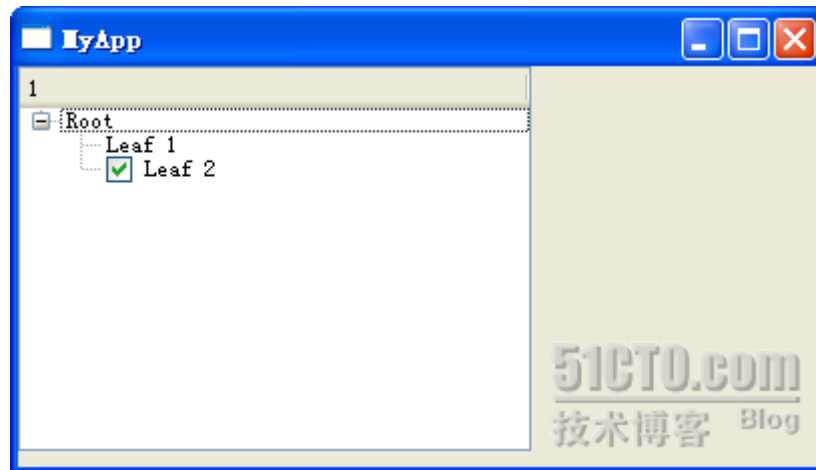 MyApp
1
Root
Leaf 1
Leaf 2
51CTO.com
技术博客 Blog